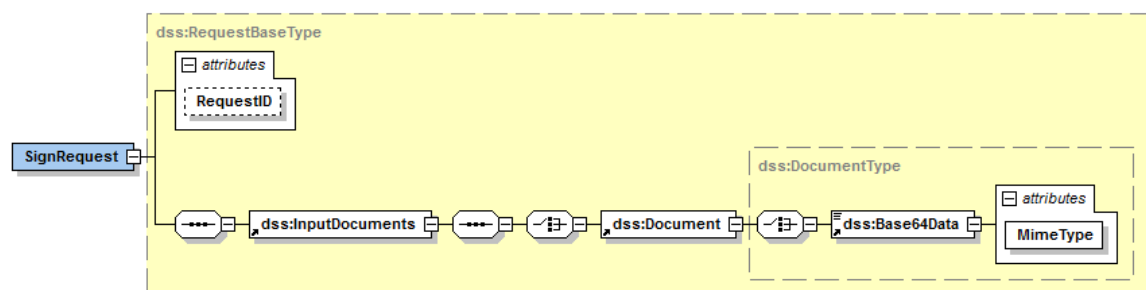 dss:RequestBaseType
attributes
RequestID
SignRequest
dss:DocumentType
dss:InputDocuments
dss:Document
dss:Base64Data
attributes
MimeType